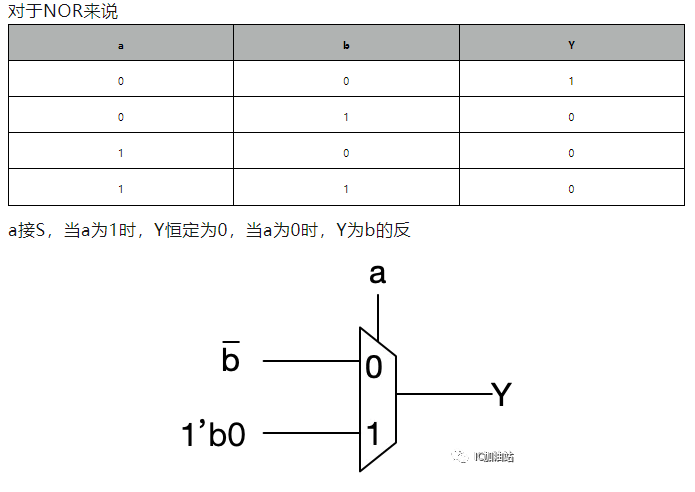 对于NOR来说
a b Y
0 0 1
0 1 0
1 0 0
1 1 0
a接S，当a为1时，Y恒定为0，当a为0时，Y为b的反
a
b̅ 0
Y
1’b0 1
IC加油站